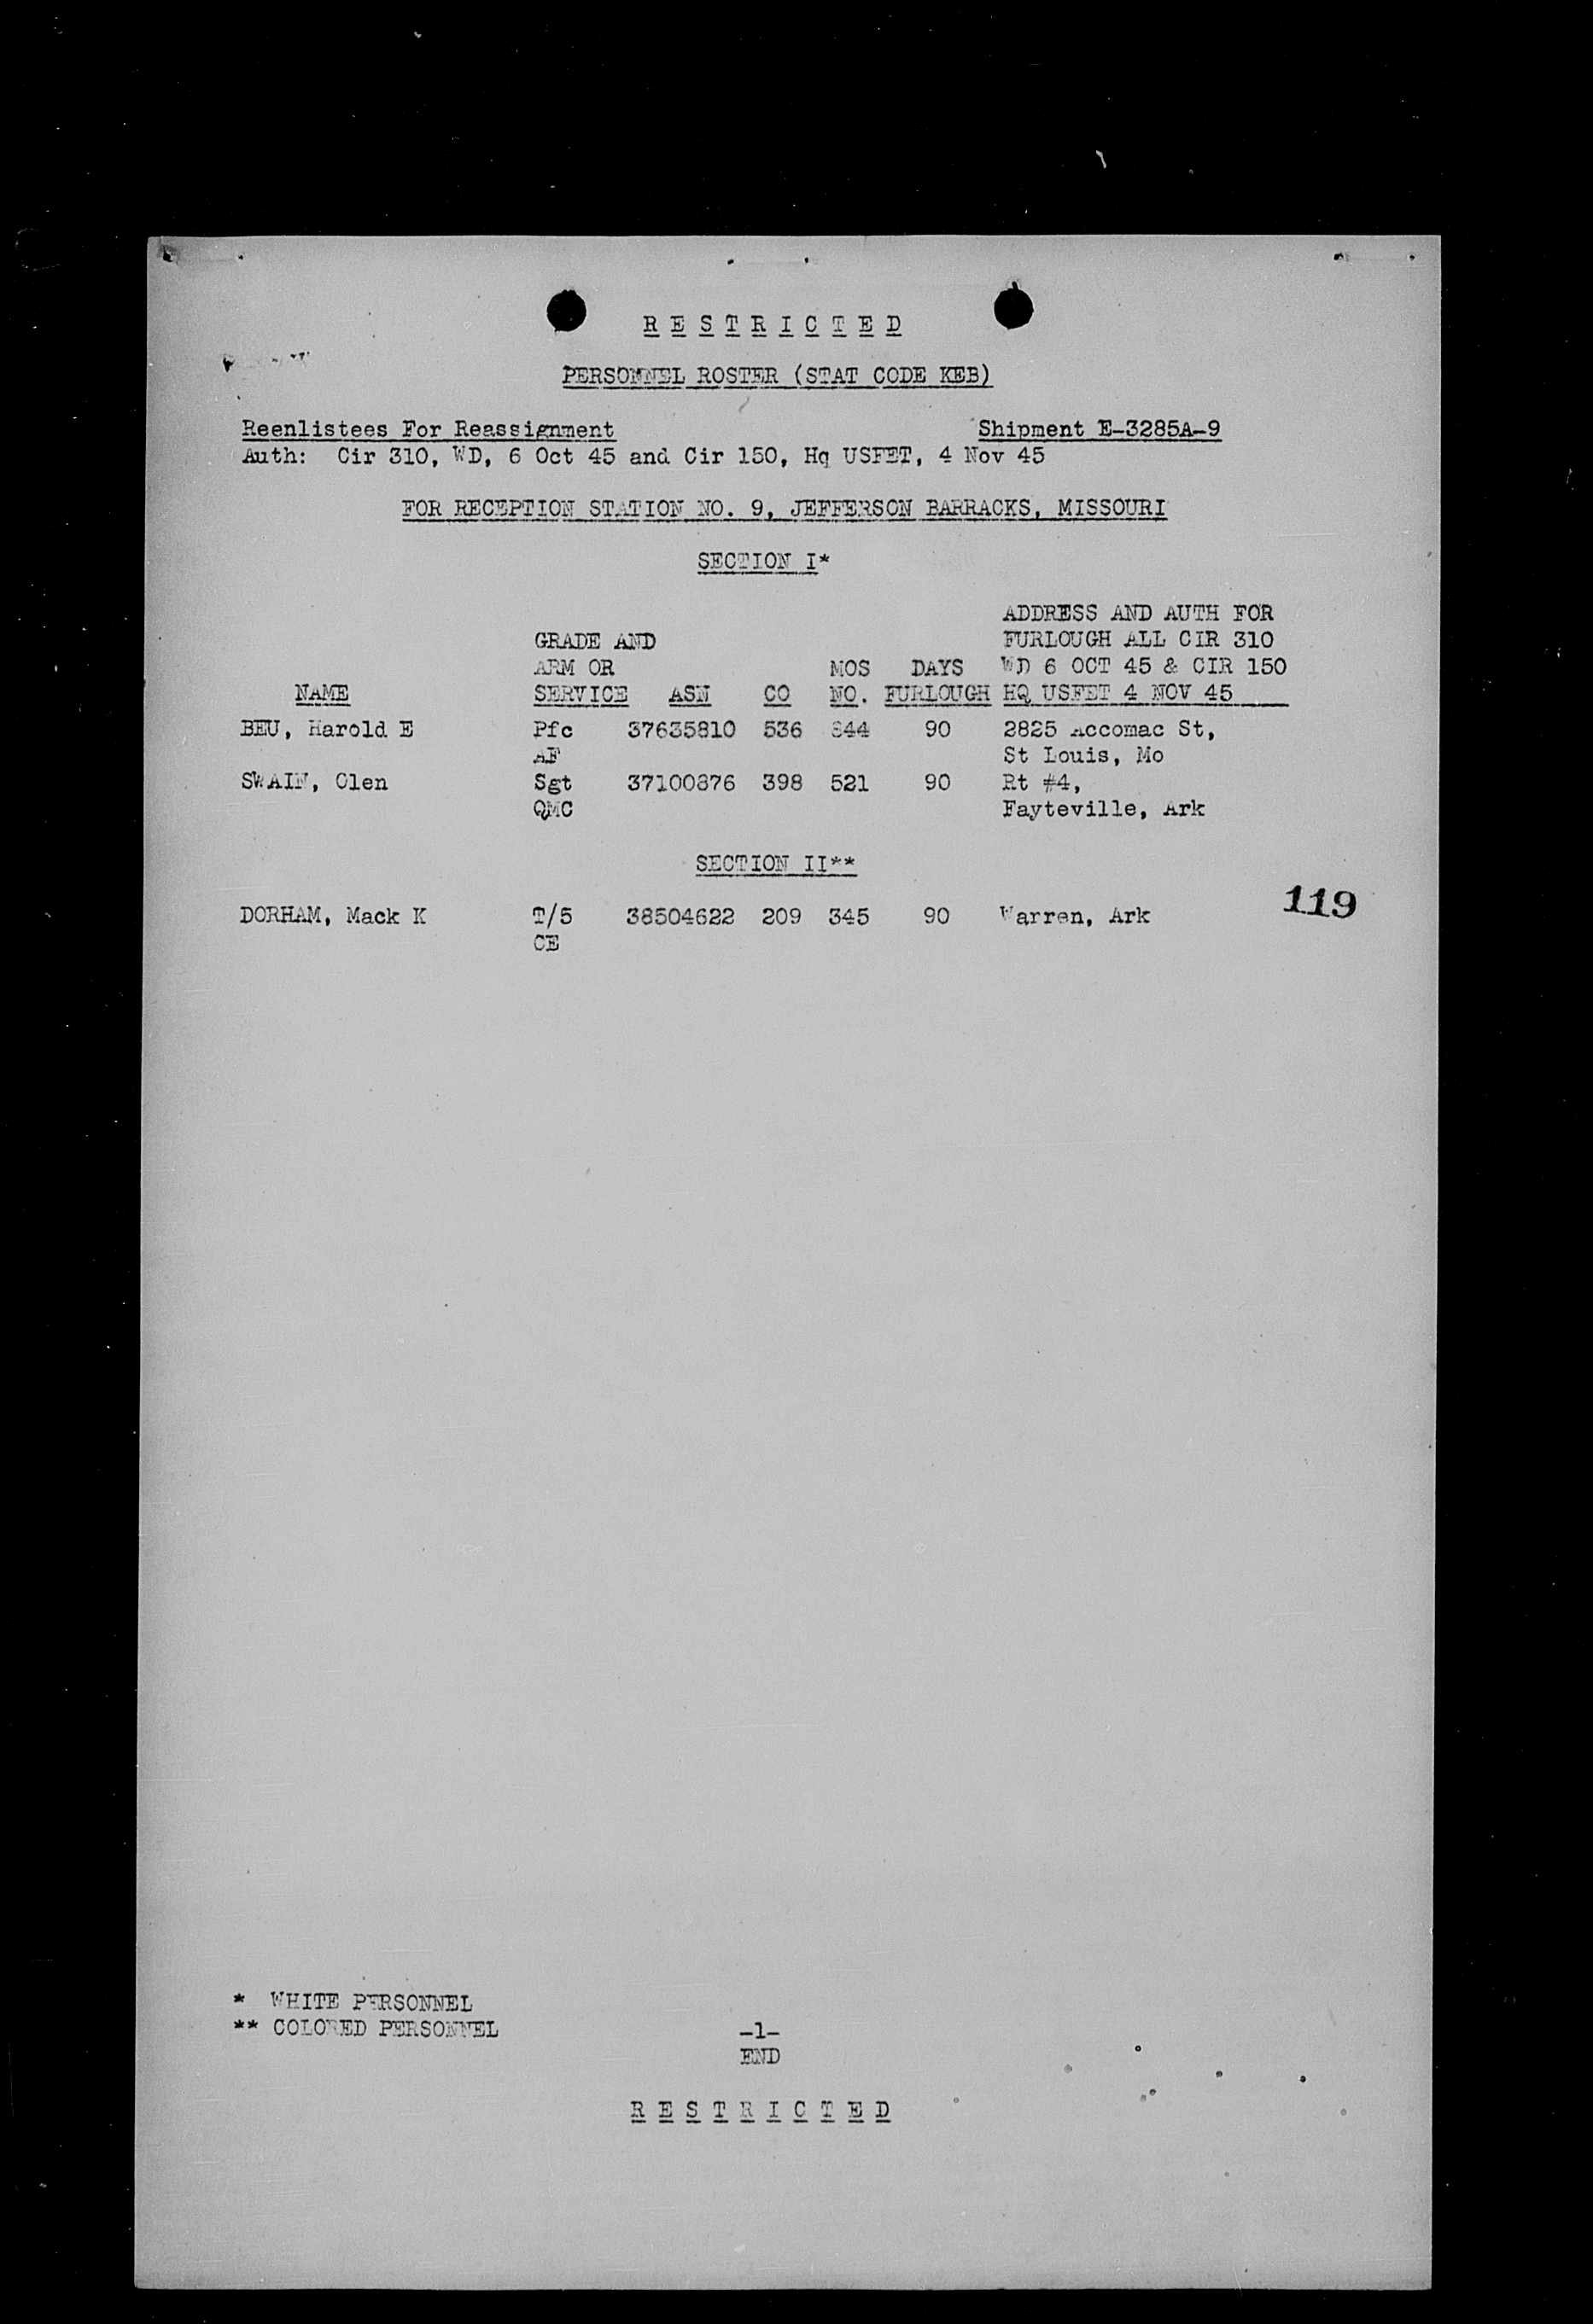 RESTRICTED
PERSONNEL ROSTER (STAT CODE KEB)
Reenlistees For Reassignment Shipment E-3285A-9
Auth: Cir 310, WD, 6 Oct 45 and Cir 150, Hq USFET, 4 Nov 45
FOR RECEPTION STATION NO. 9, JEFFERSON BARRACKS, MISSOURI
SECTION I*
ADDRESS AND AUTH FOR
GRADE AND FURLOUGH ALL CIR 310
ARM OR MOS DAYS WD 6 OCT 45 & CIR 150
NAME SERVICE ASN CO NO. FURLOUGH HQ USFET 4 NOV 45
BEU, Harold E Pfc 37635810 536 844 90 2825 Accomac St,
AF St Louis, Mo
SWAIN, Olen Sgt 37100876 398 521 90 Rt #4,
QMC Fayteville, Ark
SECTION II**
119
DORHAM, Mack K T/5 38504622 209 345 90 Warren, Ark
CE
* WHITE PERSONNEL
** COLORED PERSONNEL
-1-
END
RESTRICTED